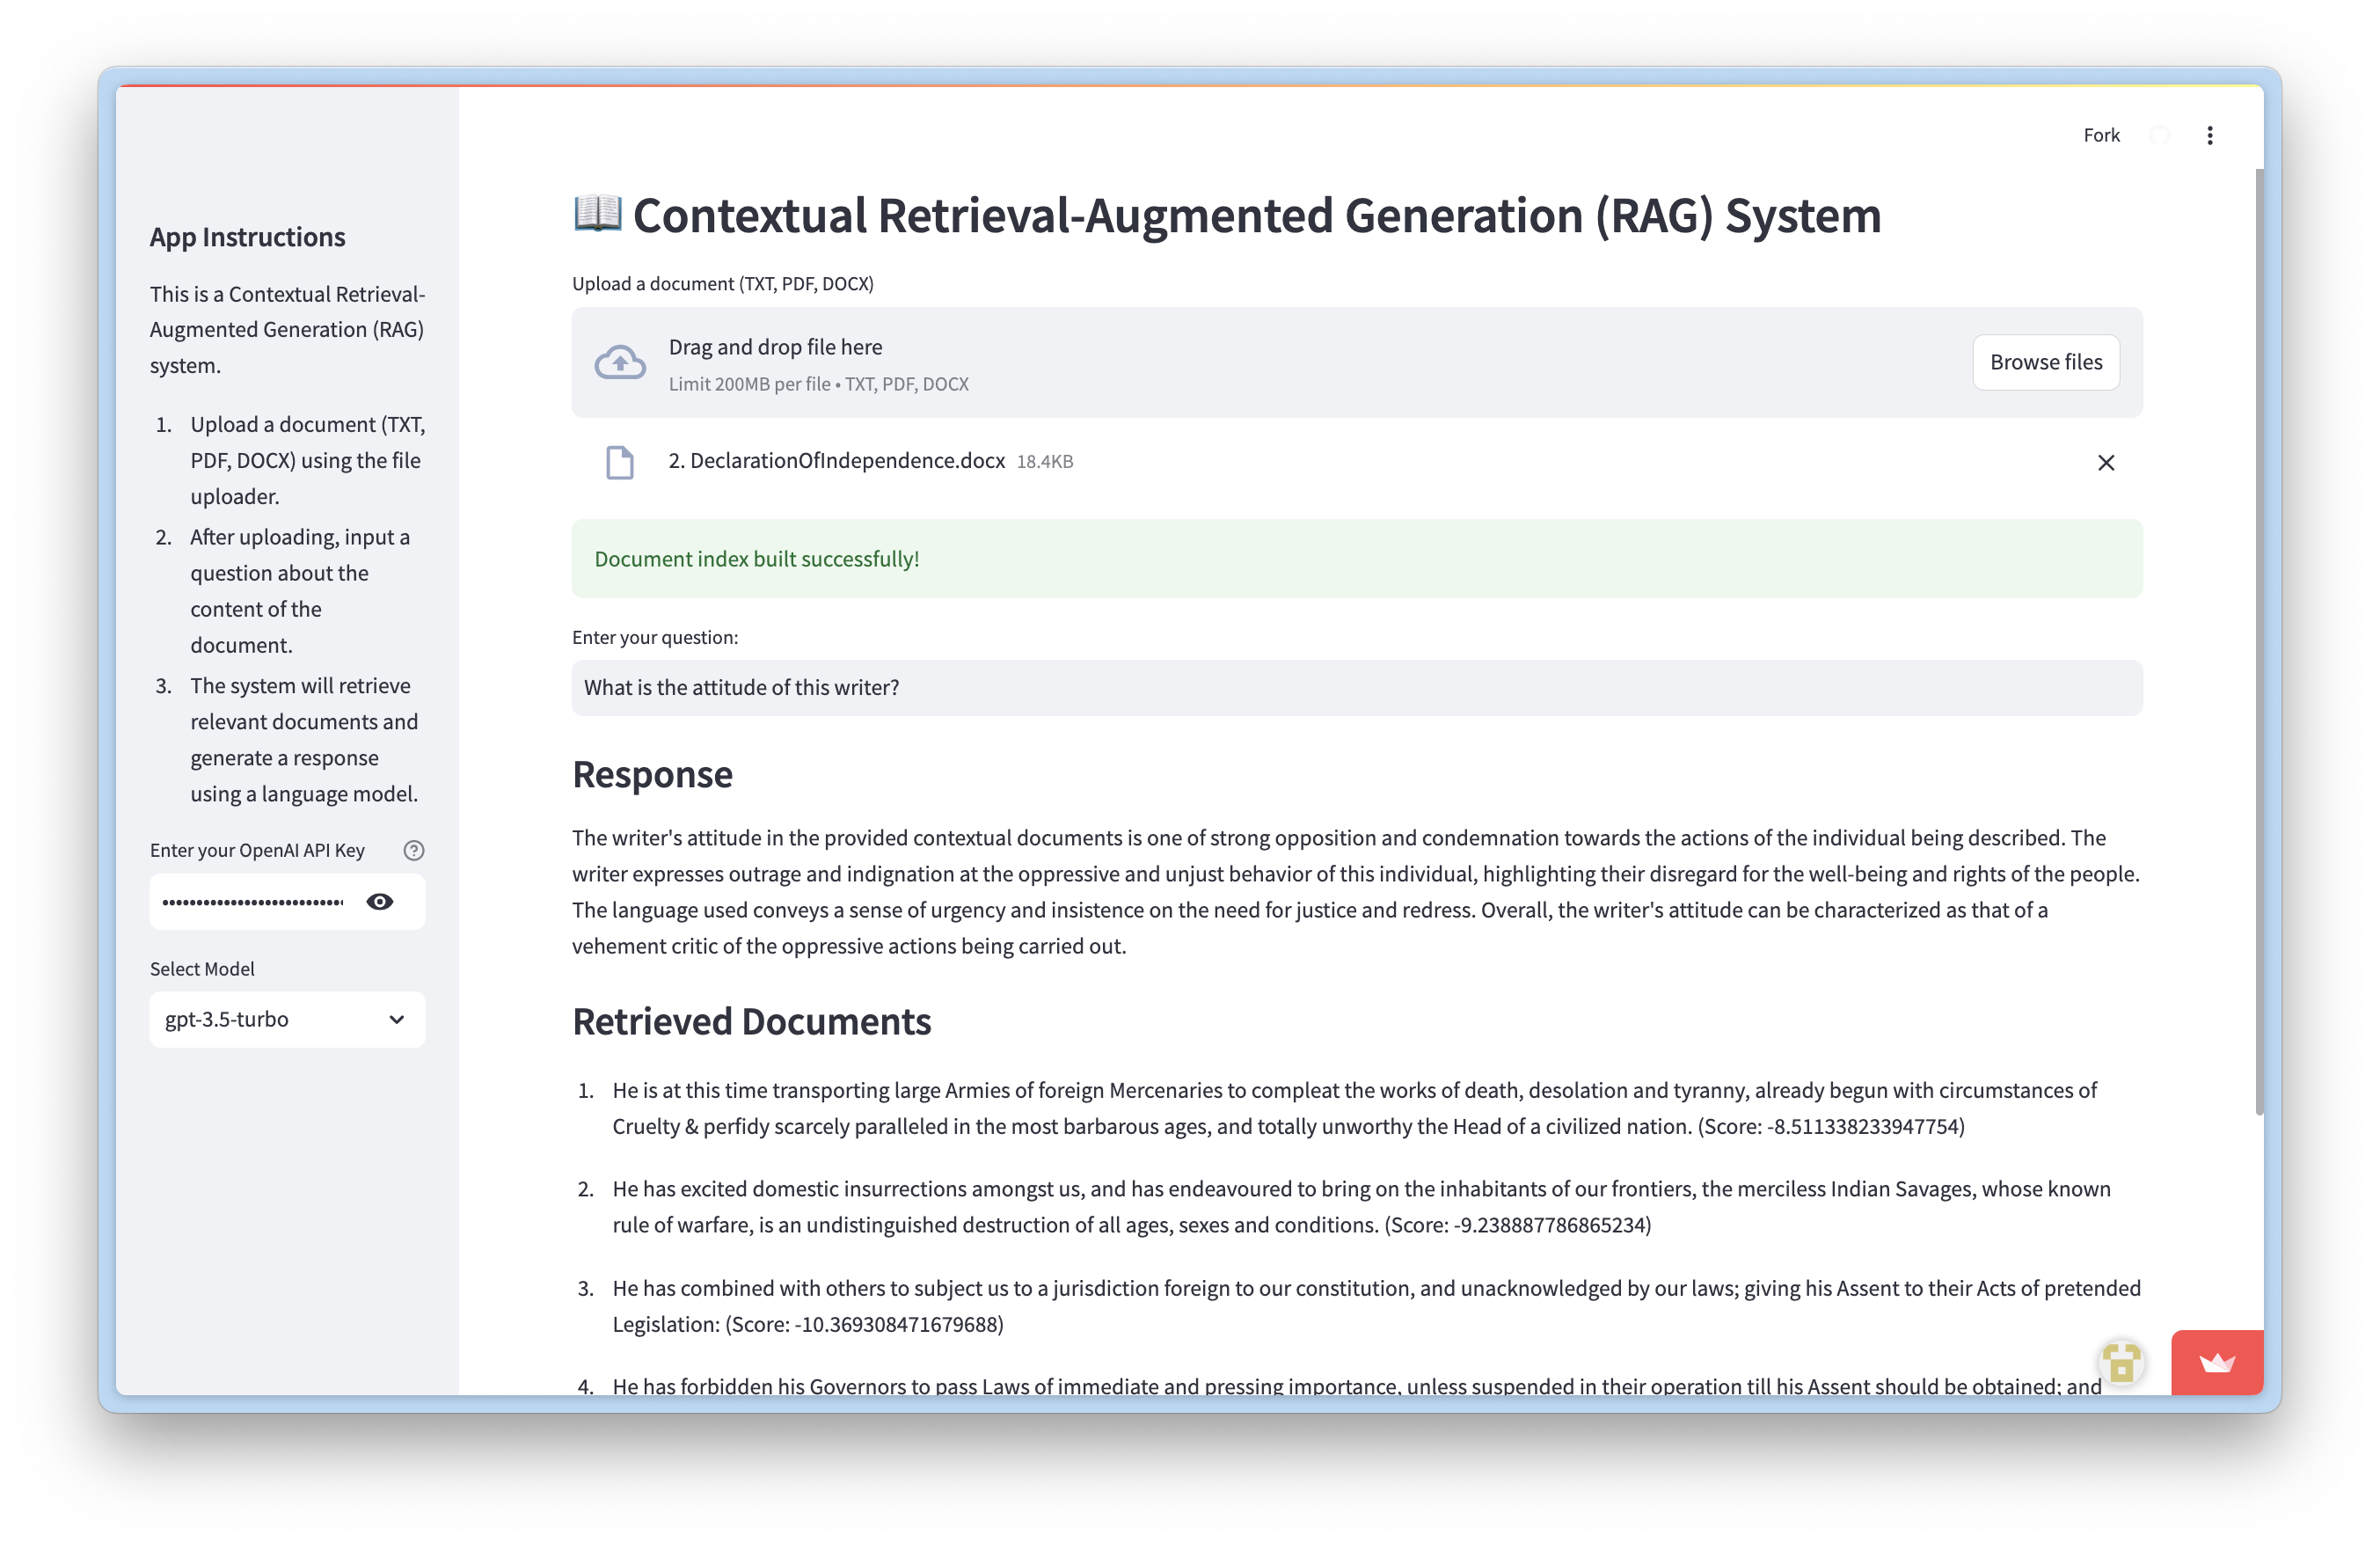 Fork
App Instructions
This is a Contextual Retrieval-
Augmented Generation (RAG)
system.
1. Upload a document (TXT,
PDF, DOCX) using the file
uploader.
2. After uploading, input a
question about the
content of the
document.
3. The system will retrieve
relevant documents and
generate a response
using a language model.
Enter your OpenAI API Key
Select Model
gpt-3.5-turbo
📖 Contextual Retrieval-Augmented Generation (RAG) System
Upload a document (TXT, PDF, DOCX)
Drag and drop file here
Limit 200MB per file • TXT, PDF, DOCX
Browse files
2. DeclarationOfIndependence.docx 18.4KB
Document index built successfully!
Enter your question:
What is the attitude of this writer?
Response
The writer's attitude in the provided contextual documents is one of strong opposition and condemnation towards the actions of the individual being described. The
writer expresses outrage and indignation at the oppressive and unjust behavior of this individual, highlighting their disregard for the well-being and rights of the people.
The language used conveys a sense of urgency and insistence on the need for justice and redress. Overall, the writer's attitude can be characterized as that of a
vehement critic of the oppressive actions being carried out.
Retrieved Documents
1. He is at this time transporting large Armies of foreign Mercenaries to compleat the works of death, desolation and tyranny, already begun with circumstances of
Cruelty & perfidy scarcely paralleled in the most barbarous ages, and totally unworthy the Head of a civilized nation. (Score: -8.511338233947754)
2. He has excited domestic insurrections amongst us, and has endeavoured to bring on the inhabitants of our frontiers, the merciless Indian Savages, whose known
rule of warfare, is an undistinguished destruction of all ages, sexes and conditions. (Score: -9.238887786865234)
3. He has combined with others to subject us to a jurisdiction foreign to our constitution, and unacknowledged by our laws; giving his Assent to their Acts of pretended
Legislation: (Score: -10.369308471679688)
4. He has forbidden his Governors to pass Laws of immediate and pressing importance, unless suspended in their operation till his Assent should be obtained; and